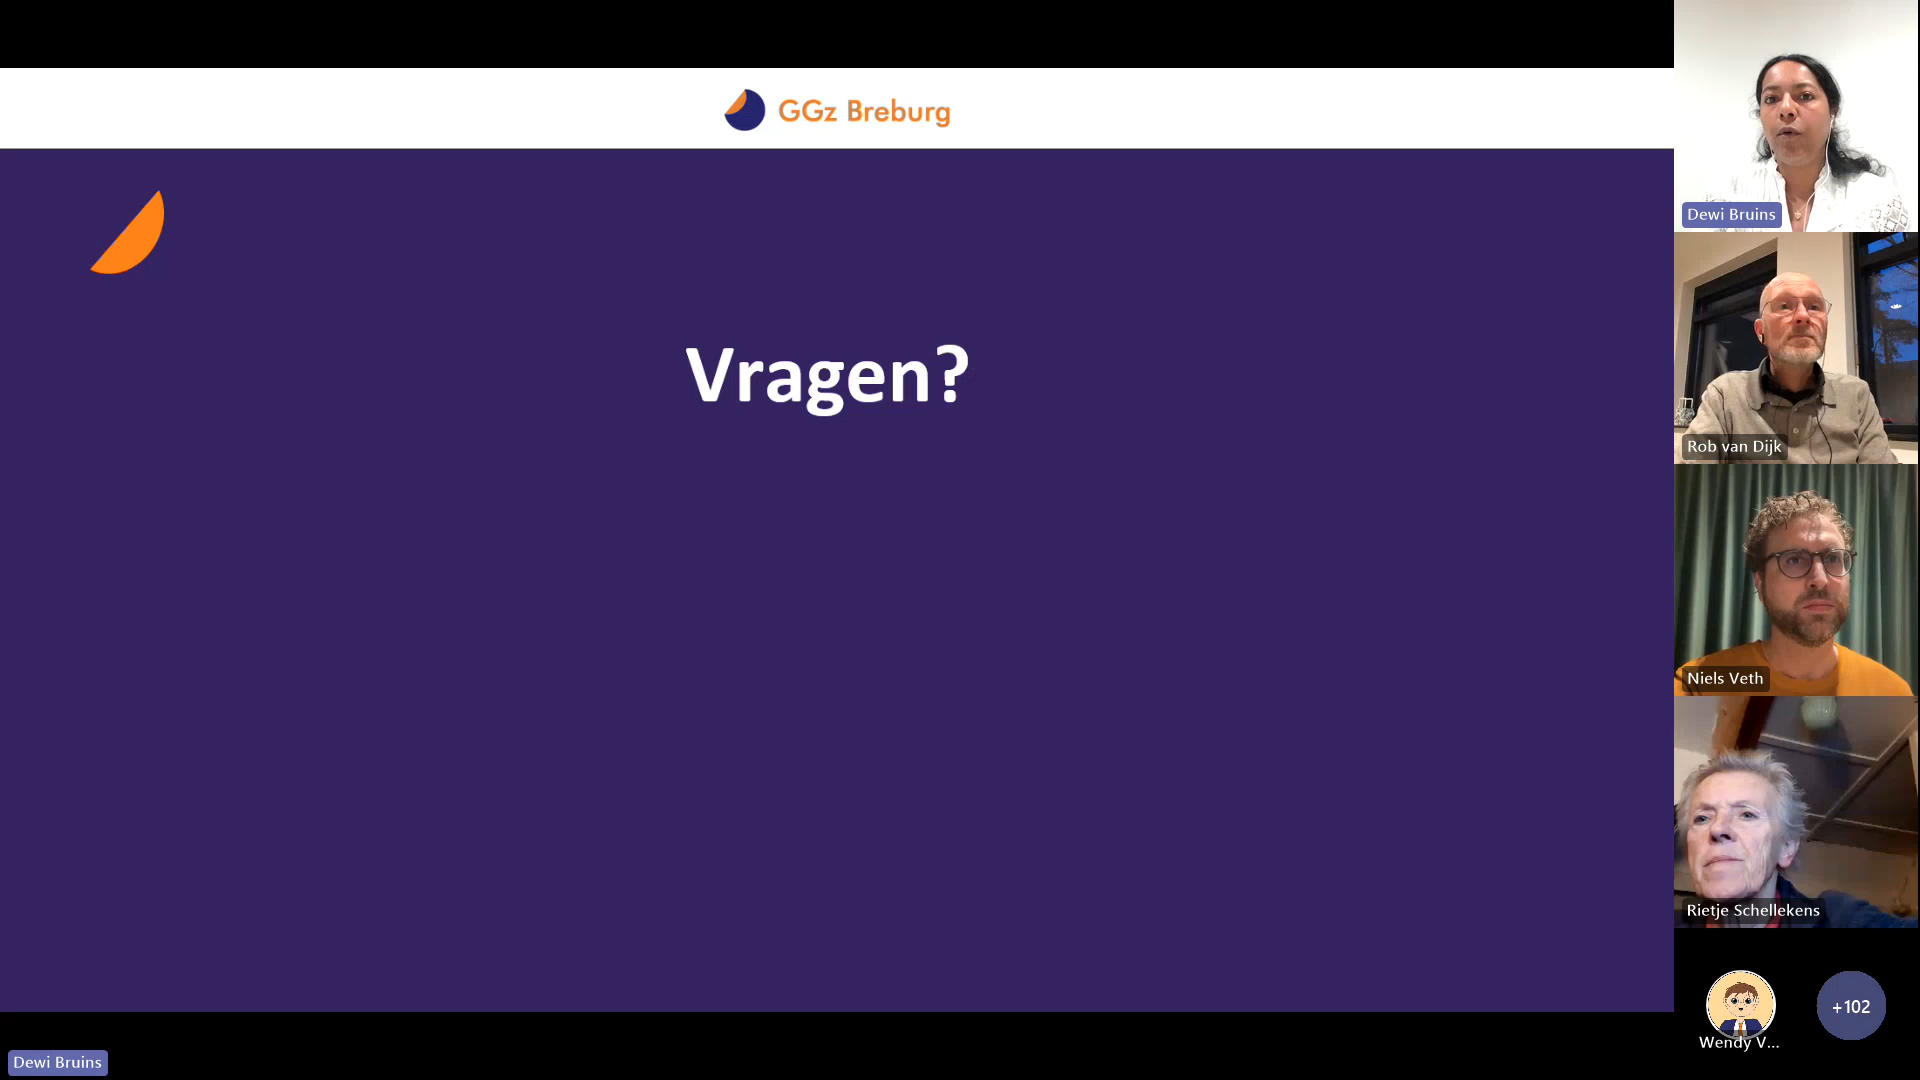 GGz Breburg
Vragen?
Dewi Bruins
Rob van Dijk
Niels Veth
Rietje Schellekens
Wendy V...
+102
Dewi Bruins